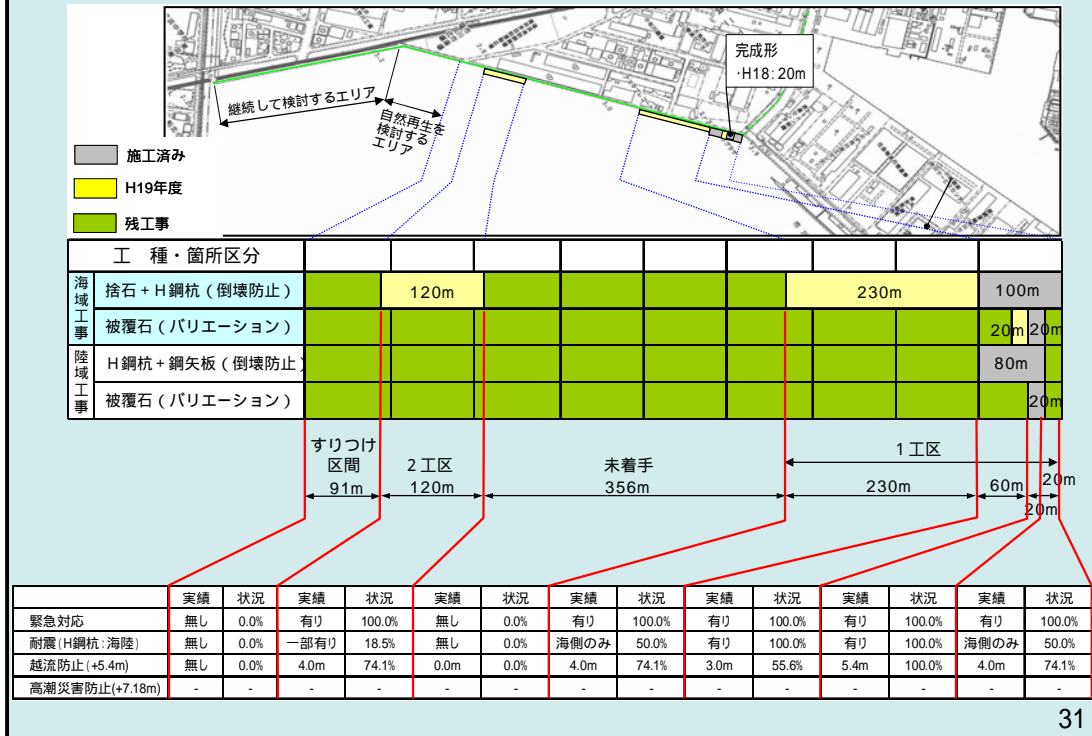 完成形
･H18：20m
継続して検討するエリア
自然再生を
検討する
エリア
施工済み
H19年度
残工事
工 種・箇所区分
海域工事
捨石＋Ｈ鋼杭（倒壊防止）
120m
230m
100m
被覆石（バリエーション）
20m
20m
陸域工事
Ｈ鋼杭＋鋼矢板（倒壊防止）
80m
被覆石（バリエーション）
20m
すりつけ
区間
91m
２工区
120m
未着手
356m
１工区
230m
60m
20m
20m
実績 状況 実績 状況 実績 状況 実績 状況 実績 状況 実績 状況 実績 状況
緊急対応 無し 0.0% 有り 100.0% 無し 0.0% 有り 100.0% 有り 100.0% 有り 100.0% 有り 100.0%
耐震(H鋼杭：海陸) 無し 0.0% 一部有り 18.5% 無し 0.0% 海側のみ 50.0% 有り 100.0% 有り 100.0% 海側のみ 50.0%
越流防止(+5.4m) 無し 0.0% 4.0m 74.1% 0.0m 0.0% 4.0m 74.1% 3.0m 55.6% 5.4m 100.0% 4.0m 74.1%
高潮災害防止(+7.18m) - - - - - - - - - - - - - -
31